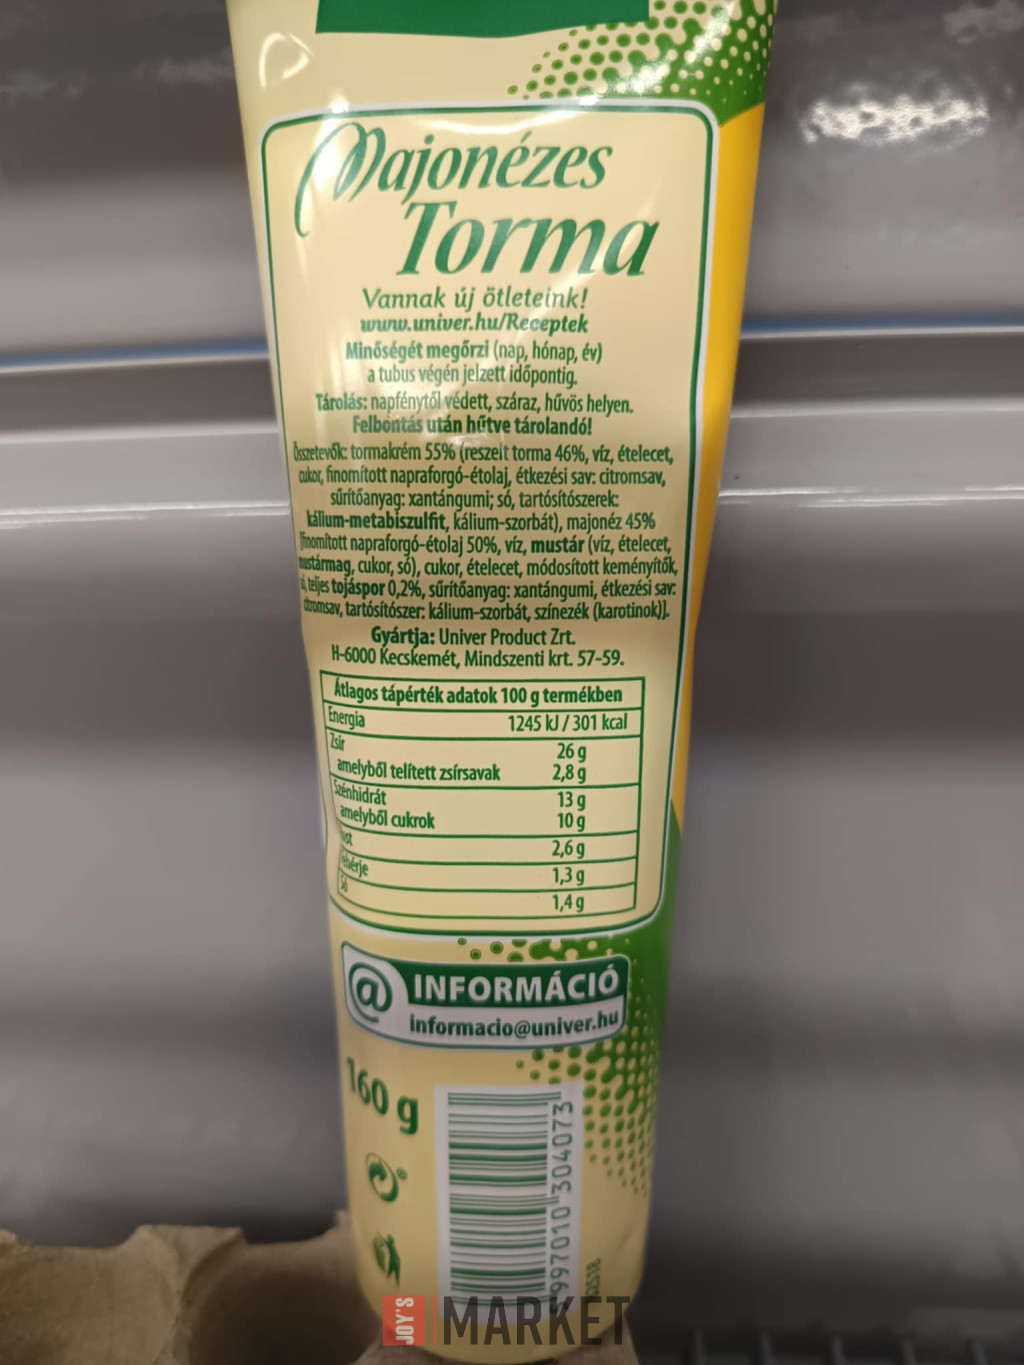 Majonézes
Torma
Vannak új ötleteink!
www.univer.hu/Receptek
Minőségét megőrzi (nap, hónap, év)
a tubus végén jelzett időpontig.
Tárolás: napfénytől védett, száraz, hűvös helyen.
Felbontás után hűtve tárolandó!
Összetevők: tormakrém 55% (reszelt torma 46%, víz, ételecet,
cukor, finomított napraforgó-étolaj, étkezési sav: citromsav,
sűrítőanyag: xantángumi; só, tartósítószerek:
kálium-metabiszulfit, kálium-szorbát), majonéz 45%
[finomított napraforgó-étolaj 50%, víz, mustár (víz, ételecet,
mustármag, cukor, só), cukor, ételecet, módosított keményítők,
só, teljes tojáspor 0,2%, sűrítőanyag: xantángumi, étkezési sav:
citromsav, tartósítószer: kálium-szorbát, színezék (karotinok)].
Gyártja: Univer Product Zrt.
H-6000 Kecskemét, Mindszenti krt. 57-59.
Átlagos tápérték adatok 100 g termékben
Energia 1245 kJ / 301 kcal
Zsír 26 g
amelyből telített zsírsavak 2,8 g
Szénhidrát 13 g
amelyből cukrok 10 g
Rost 2,6 g
Fehérje 1,3 g
Só 1,4 g
@ INFORMÁCIÓ
informacio@univer.hu
160 g
5997010304073
JOY'S MARKET